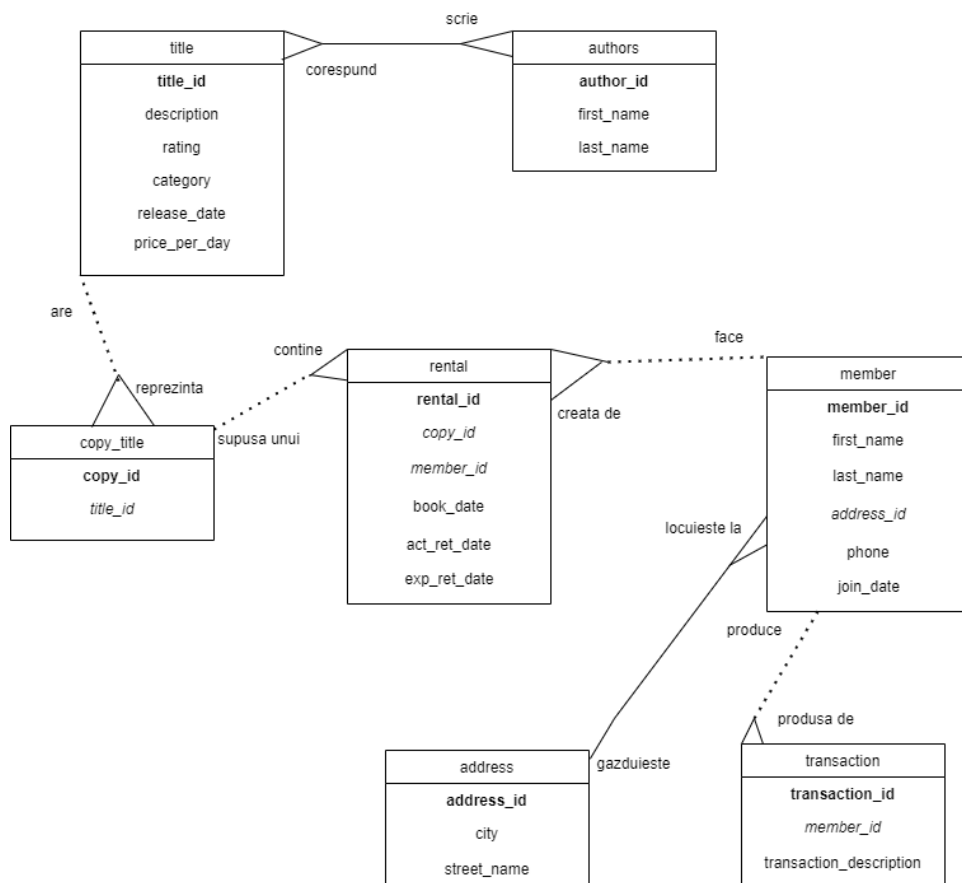 scrie
title
authors
corespund
title_id
description
rating
category
release_date
price_per_day
author_id
first_name
last_name
are
reprezinta
contine
face
copy_title
copy_id
title_id
supusa unui
rental
rental_id
copy_id
member_id
book_date
act_ret_date
exp_ret_date
creata de
member
member_id
first_name
last_name
address_id
phone
join_date
locuieste la
produce
produsa de
gazduieste
address
address_id
city
street_name
transaction
transaction_id
member_id
transaction_description